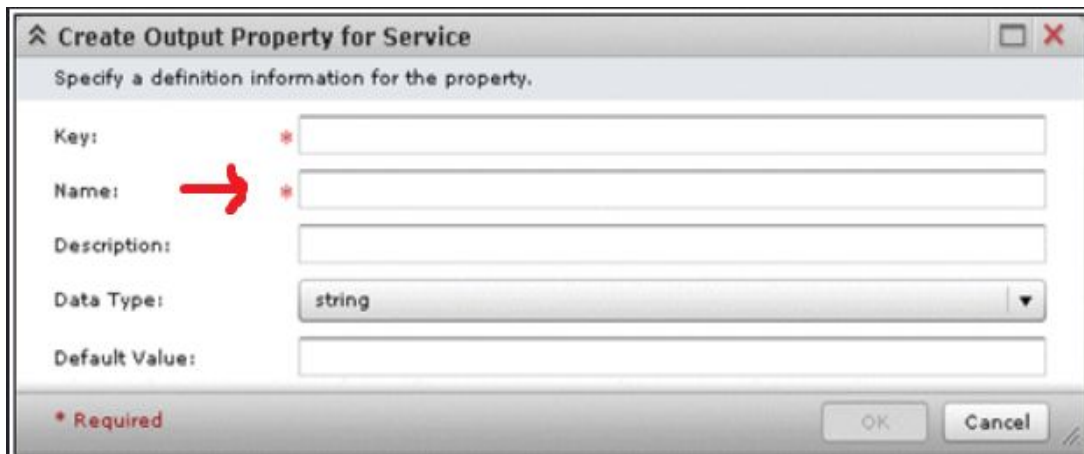 Create Output Property for Service
Specify a definition information for the property.
Key: *
Name: *
Description:
Data Type: string
Default Value:
* Required OK Cancel